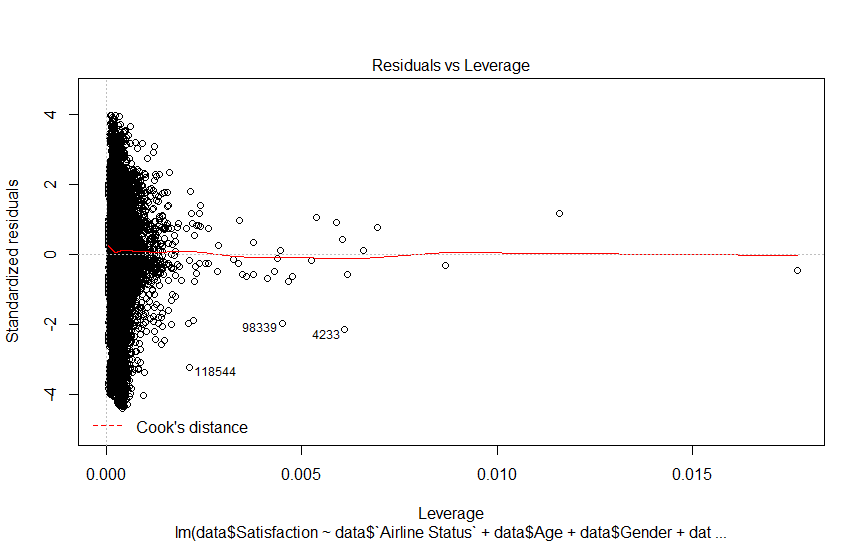 Residuals vs Leverage
Standardized residuals
4
2
0
-2
-4
98339
4233
118544
Cook's distance
0.000 0.005 0.010 0.015
Leverage
lm(data$Satisfaction ~ data$`Airline Status` + data$Age + data$Gender + dat ...